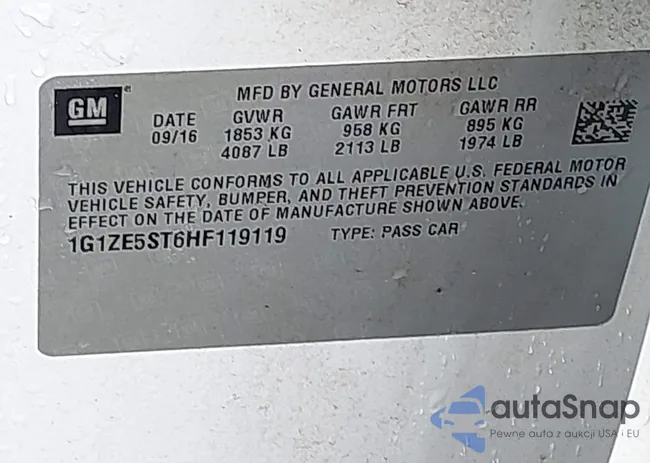 GM
MFD BY GENERAL MOTORS LLC
DATE GVWR GAWR FRT GAWR RR
09/16 1853 KG 958 KG 895 KG
4087 LB 2113 LB 1974 LB
THIS VEHICLE CONFORMS TO ALL APPLICABLE U.S. FEDERAL MOTOR
VEHICLE SAFETY, BUMPER, AND THEFT PREVENTION STANDARDS IN
EFFECT ON THE DATE OF MANUFACTURE SHOWN ABOVE.
1G1ZE5ST6HF119119 TYPE: PASS CAR
autaSnap
Pewne auta z aukcji USA i EU